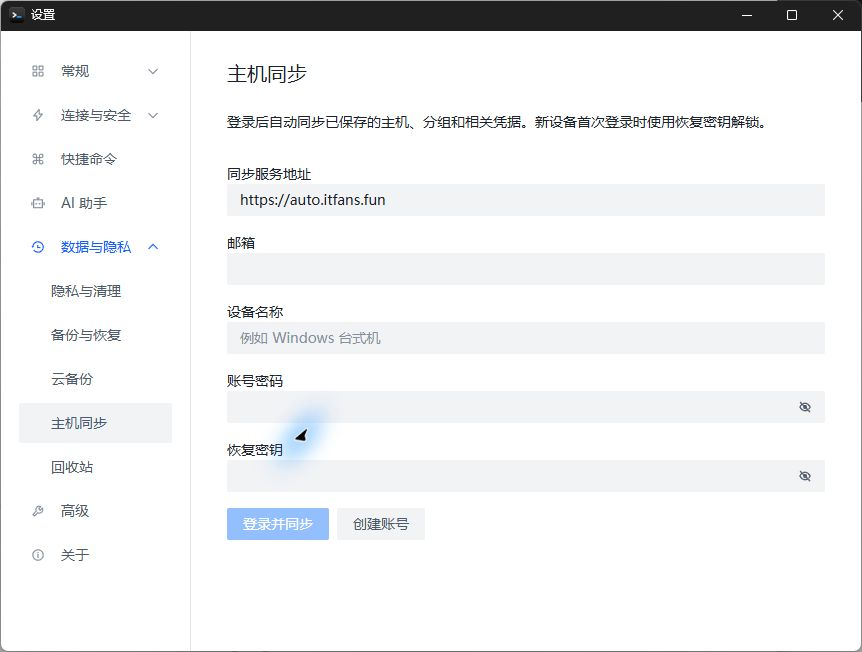 设置
常规
连接与安全
快捷命令
AI 助手
数据与隐私
隐私与清理
备份与恢复
云备份
主机同步
回收站
高级
关于
主机同步
登录后自动同步已保存的主机、分组和相关凭据。新设备首次登录时使用恢复密钥解锁。
同步服务地址
https://auto.itfans.fun
邮箱
设备名称
例如 Windows 台式机
账号密码
恢复密钥
登录并同步
创建账号